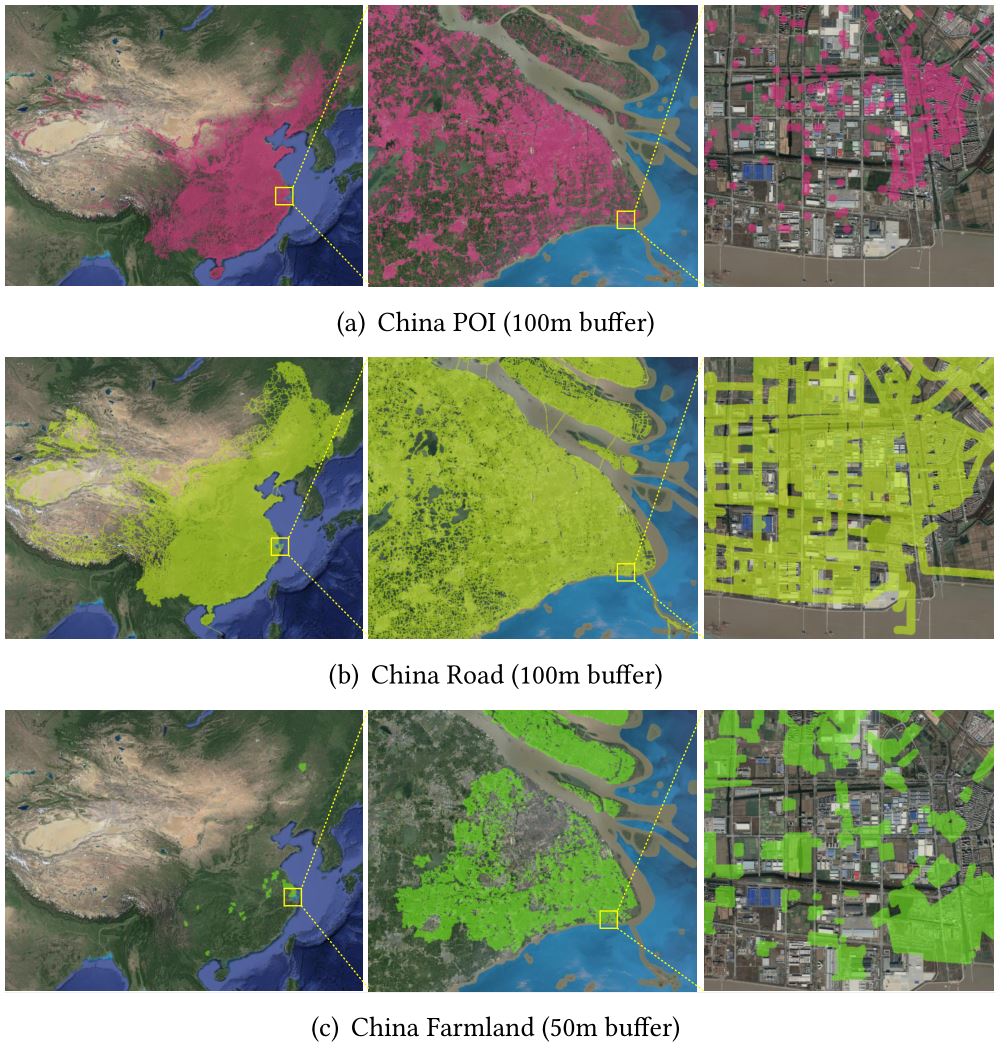 (a) China POI (100m buffer)
(b) China Road (100m buffer)
(c) China Farmland (50m buffer)